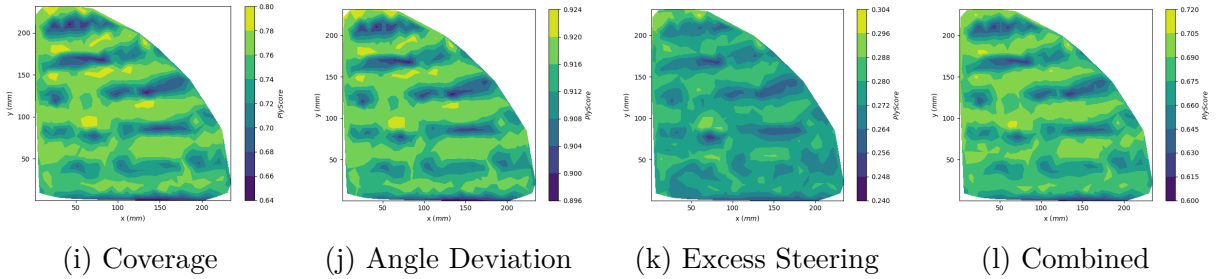 200
150
100
50
y (mm)
50 100 150 200
x (mm)
0.80
0.78
0.76
0.74
0.72
0.70
0.68
0.66
0.64
PlyScore
200
150
100
50
y (mm)
50 100 150 200
x (mm)
0.924
0.920
0.916
0.912
0.908
0.904
0.900
0.896
PlyScore
200
150
100
50
y (mm)
50 100 150 200
x (mm)
0.304
0.296
0.288
0.280
0.272
0.264
0.256
0.248
0.240
PlyScore
200
150
100
50
y (mm)
50 100 150 200
x (mm)
0.720
0.705
0.690
0.675
0.660
0.645
0.630
0.615
0.600
PlyScore
(i) Coverage
(j) Angle Deviation
(k) Excess Steering
(l) Combined